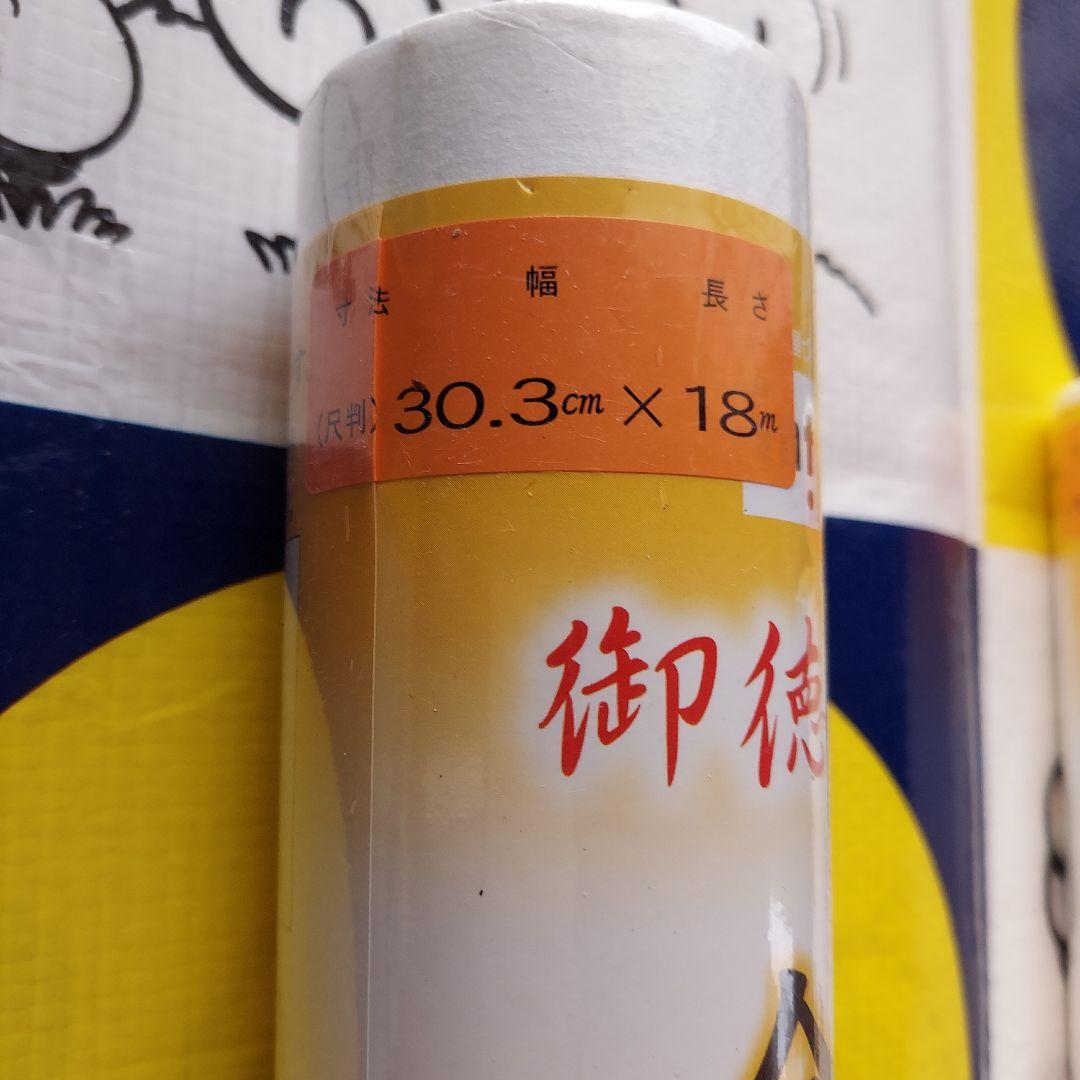 寸法 幅 長さ
(尺判) 30.3cm × 18m
御徳